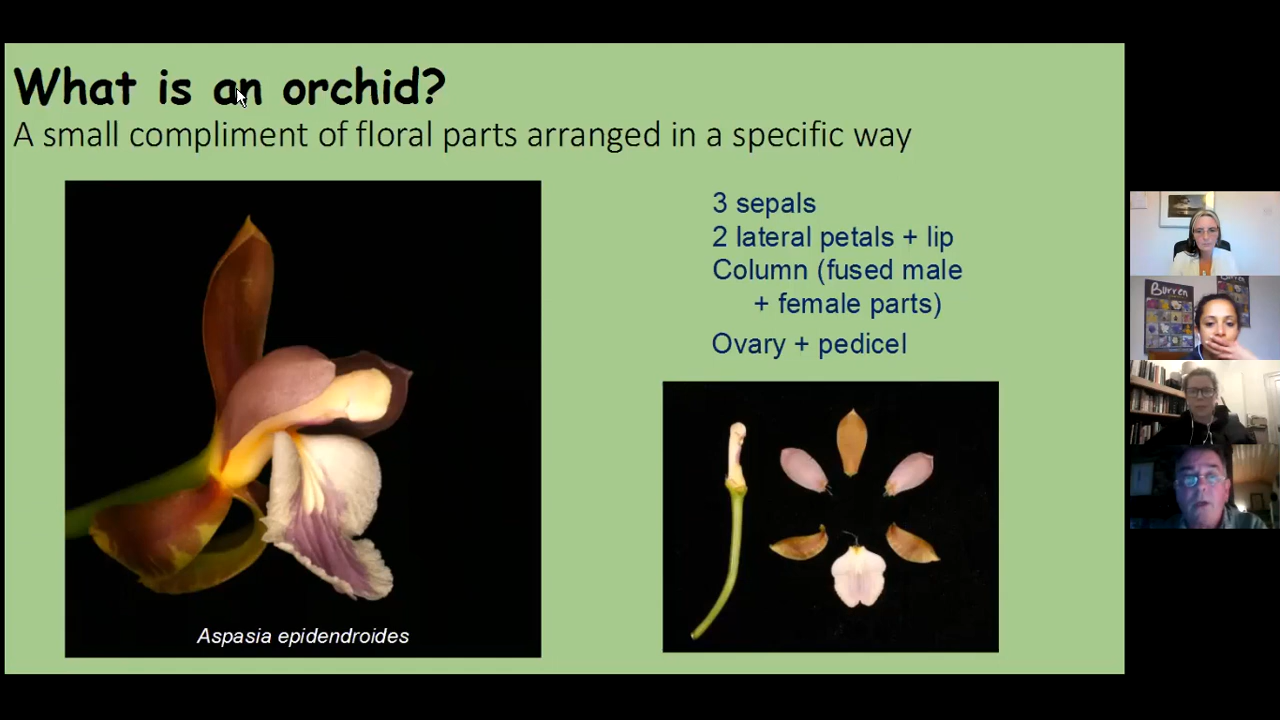 What is an orchid?
A small compliment of floral parts arranged in a specific way
3 sepals
2 lateral petals + lip
Column (fused male
+ female parts)
Ovary + pedicel
Aspasia epidendroides
Burren